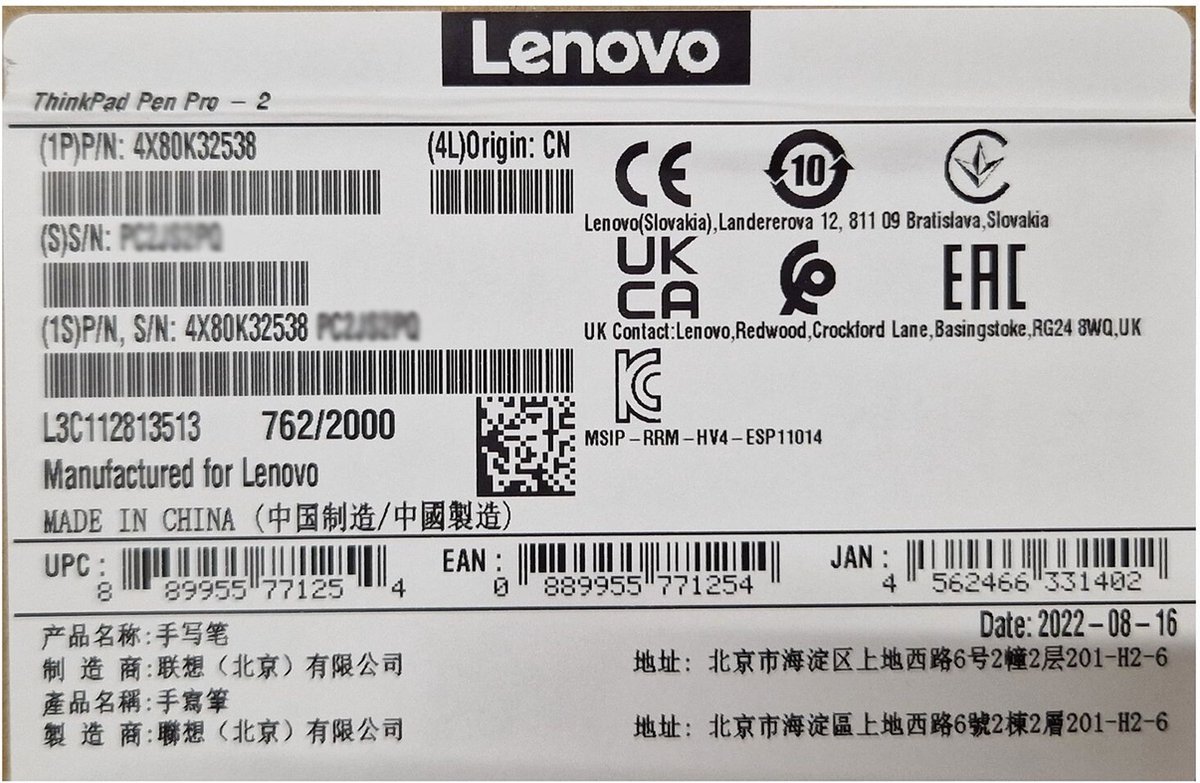 Lenovo
ThinkPad Pen Pro - 2
(1P)P/N: 4X80K32538
(4L)Origin: CN
(S)S/N:
(1S)P/N, S/N: 4X80K32538
L3C112813513 762/2000
Manufactured for Lenovo
MADE IN CHINA (中国制造/中國製造)
CE
10
Lenovo(Slovakia),Landererova 12, 811 09 Bratislava,Slovakia
UK
CA
EAC
UK Contact:Lenovo,Redwood,Crockford Lane,Basingstoke,RG24 8WQ,UK
KC
MSIP-RRM-HV4-ESP11014
UPC: 8 89955 77125 4
EAN: 0 889955 771254
JAN: 4 562466 331402
Date: 2022-08-16
产品名称:手写笔
制 造 商:联想（北京）有限公司 地址: 北京市海淀区上地西路6号2幢2层201-H2-6
產品名稱:手寫筆
製 造 商:聯想（北京）有限公司 地址: 北京市海淀區上地西路6號2棟2層201-H2-6